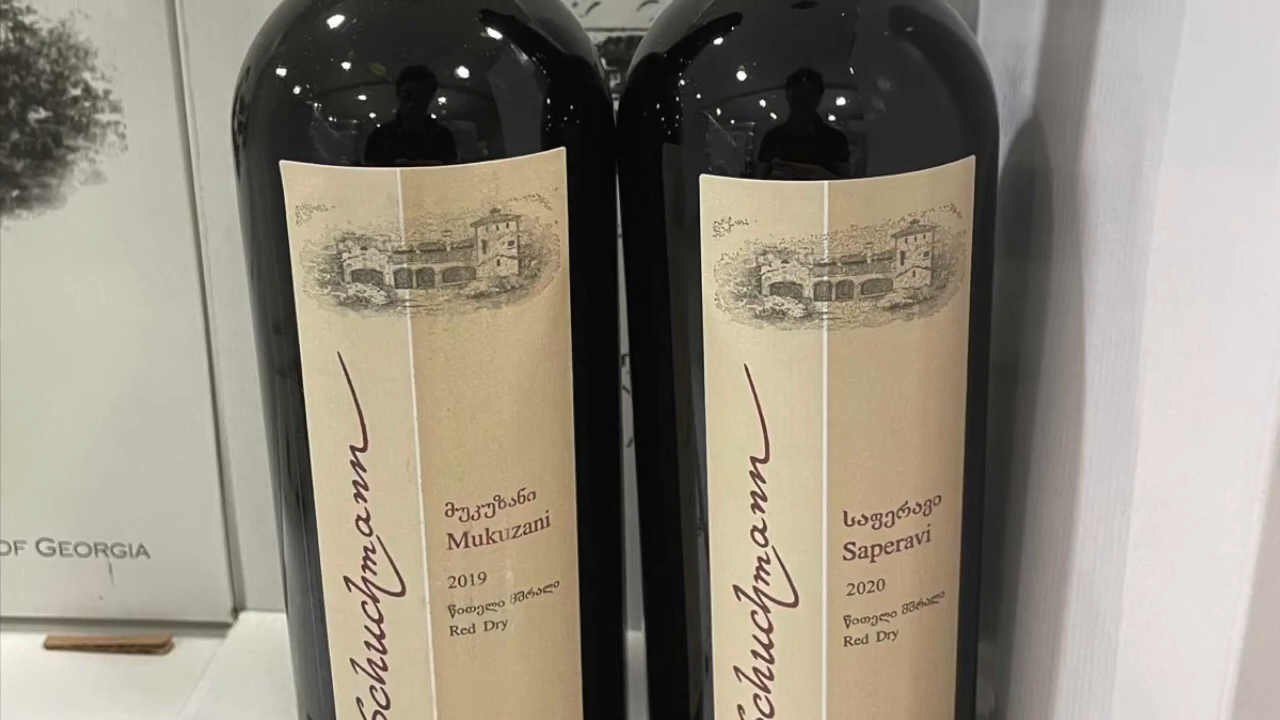 OF GEORGIA
Schuchmann
მუკუზანი
Mukuzani
2019
წითელი მშრალი
Red Dry
Schuchmann
საფერავი
Saperavi
2020
წითელი მშრალი
Red Dry